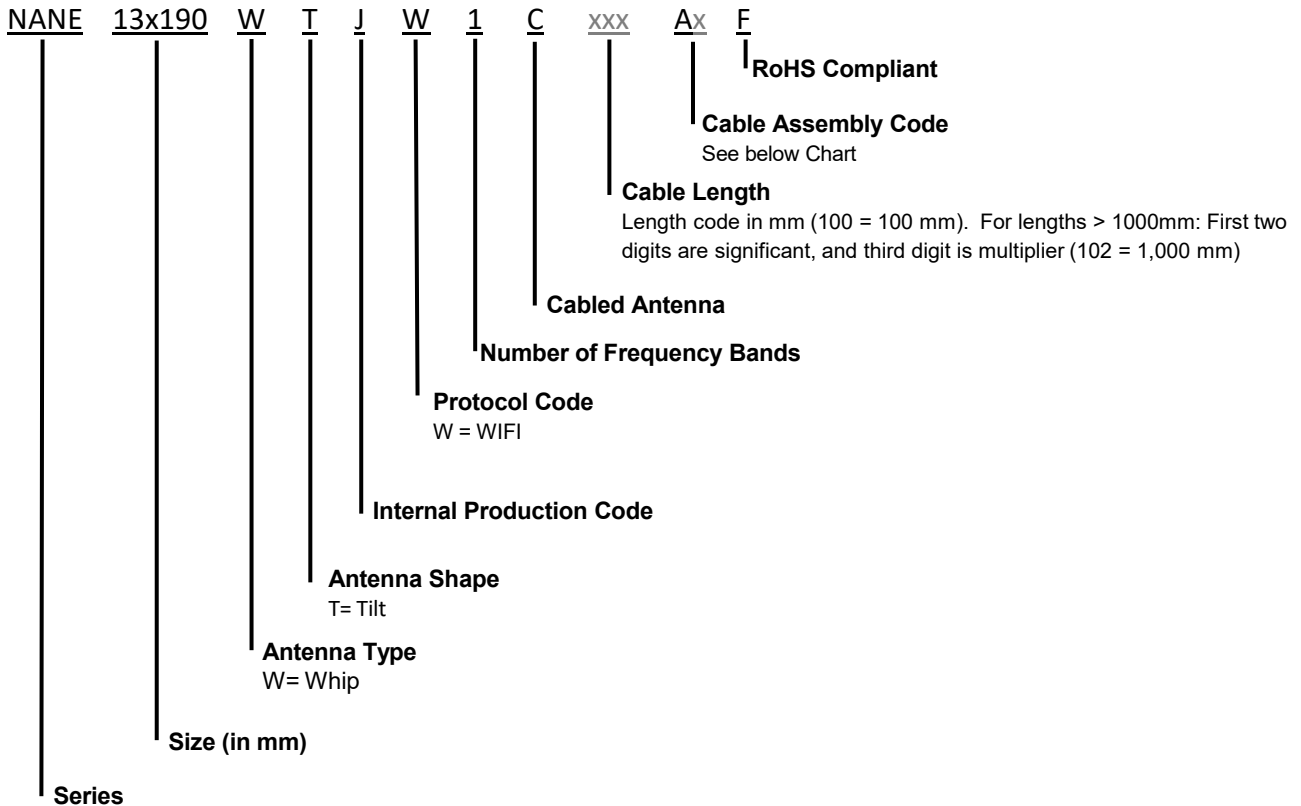 NANE 13x190 W T J W 1 C xxx Ax F
RoHS Compliant
Cable Assembly Code
See below Chart
Cable Length
Length code in mm (100 = 100 mm). For lengths > 1000mm: First two
digits are significant, and third digit is multiplier (102 = 1,000 mm)
Cabled Antenna
Number of Frequency Bands
Protocol Code
W = WIFI
Internal Production Code
Antenna Shape
T= Tilt
Antenna Type
W= Whip
Size (in mm)
Series